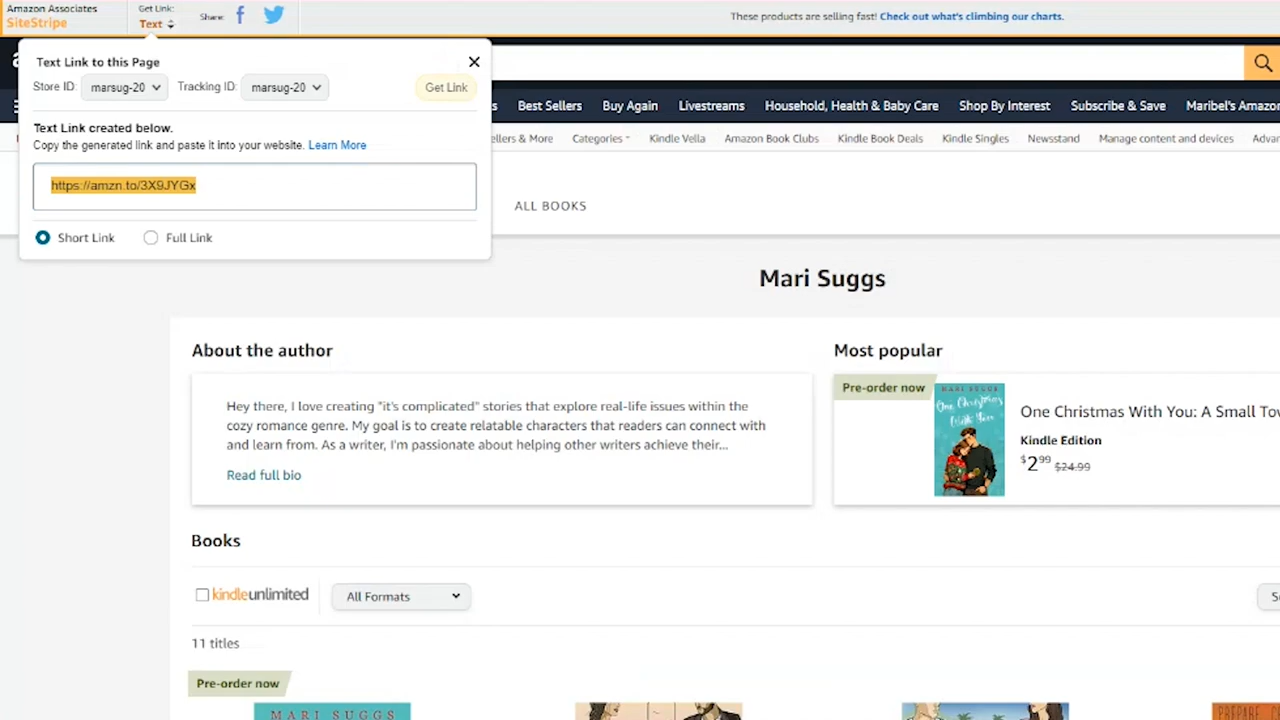 Amazon Associates
SiteStripe
Get Link:
Text
Share:
These products are selling fast! Check out what's climbing our charts.
Text Link to this Page
Store ID: marsug-20 Tracking ID: marsug-20 Get Link
Text Link created below.
Copy the generated link and paste it into your website. Learn More
https://amzn.to/3X9JYGx
Short Link Full Link
Best Sellers Buy Again Livestreams Household, Health & Baby Care Shop By Interest Subscribe & Save Maribel's Amazon
ellers & More Categories Kindle Vella Amazon Book Clubs Kindle Book Deals Kindle Singles Newsstand Manage content and devices Advan
ALL BOOKS
Mari Suggs
About the author
Hey there, I love creating "it's complicated" stories that explore real-life issues within the
cozy romance genre. My goal is to create relatable characters that readers can connect with
and learn from. As a writer, I'm passionate about helping other writers achieve their...
Read full bio
Most popular
Pre-order now
MARI SUGGS
One Christmas
With You
One Christmas With You: A Small Tow
Kindle Edition
$2.99 $24.99
Books
kindleunlimited
All Formats
11 titles
Pre-order now
MARI SUGGS